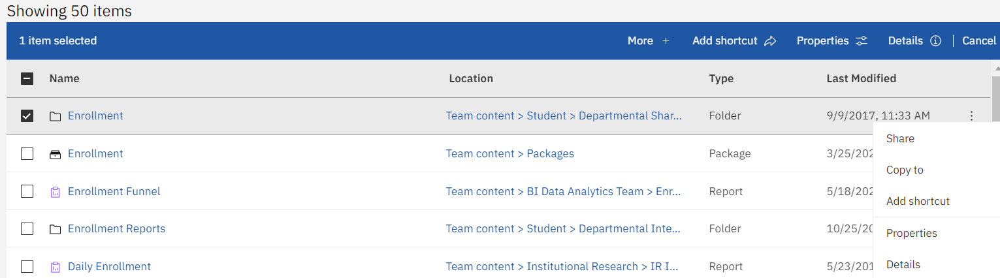 Showing 50 items
1 item selected More + Add shortcut Properties Details Cancel
Name Location Type Last Modified
Enrollment Team content > Student > Departmental Shar... Folder 9/9/2017, 11:33 AM
Share
Enrollment Team content > Packages Package 3/25/202
Copy to
Enrollment Funnel Team content > BI Data Analytics Team > Enr... Report 5/18/202
Add shortcut
Enrollment Reports Team content > Student > Departmental Inte... Folder 10/25/20
Properties
Daily Enrollment Team content > Institutional Research > IR I... Report 5/23/201
Details